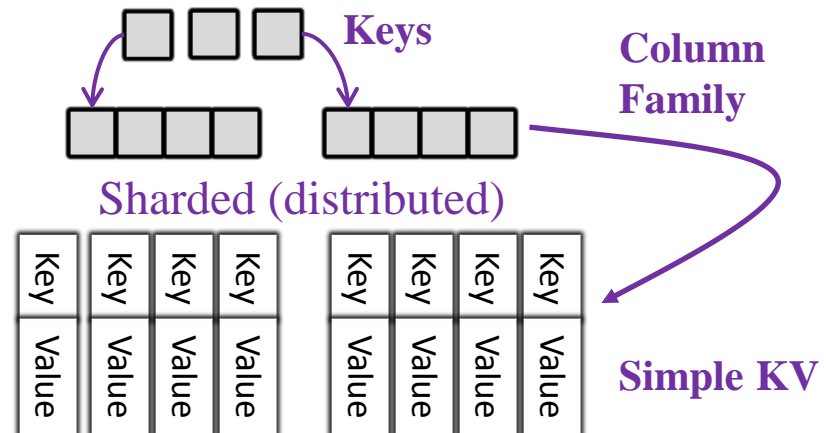 Keys
Column
Family
Sharded (distributed)
Key Key Key Key Key Key Key Key
Value Value Value Value Value Value Value Value
Simple KV